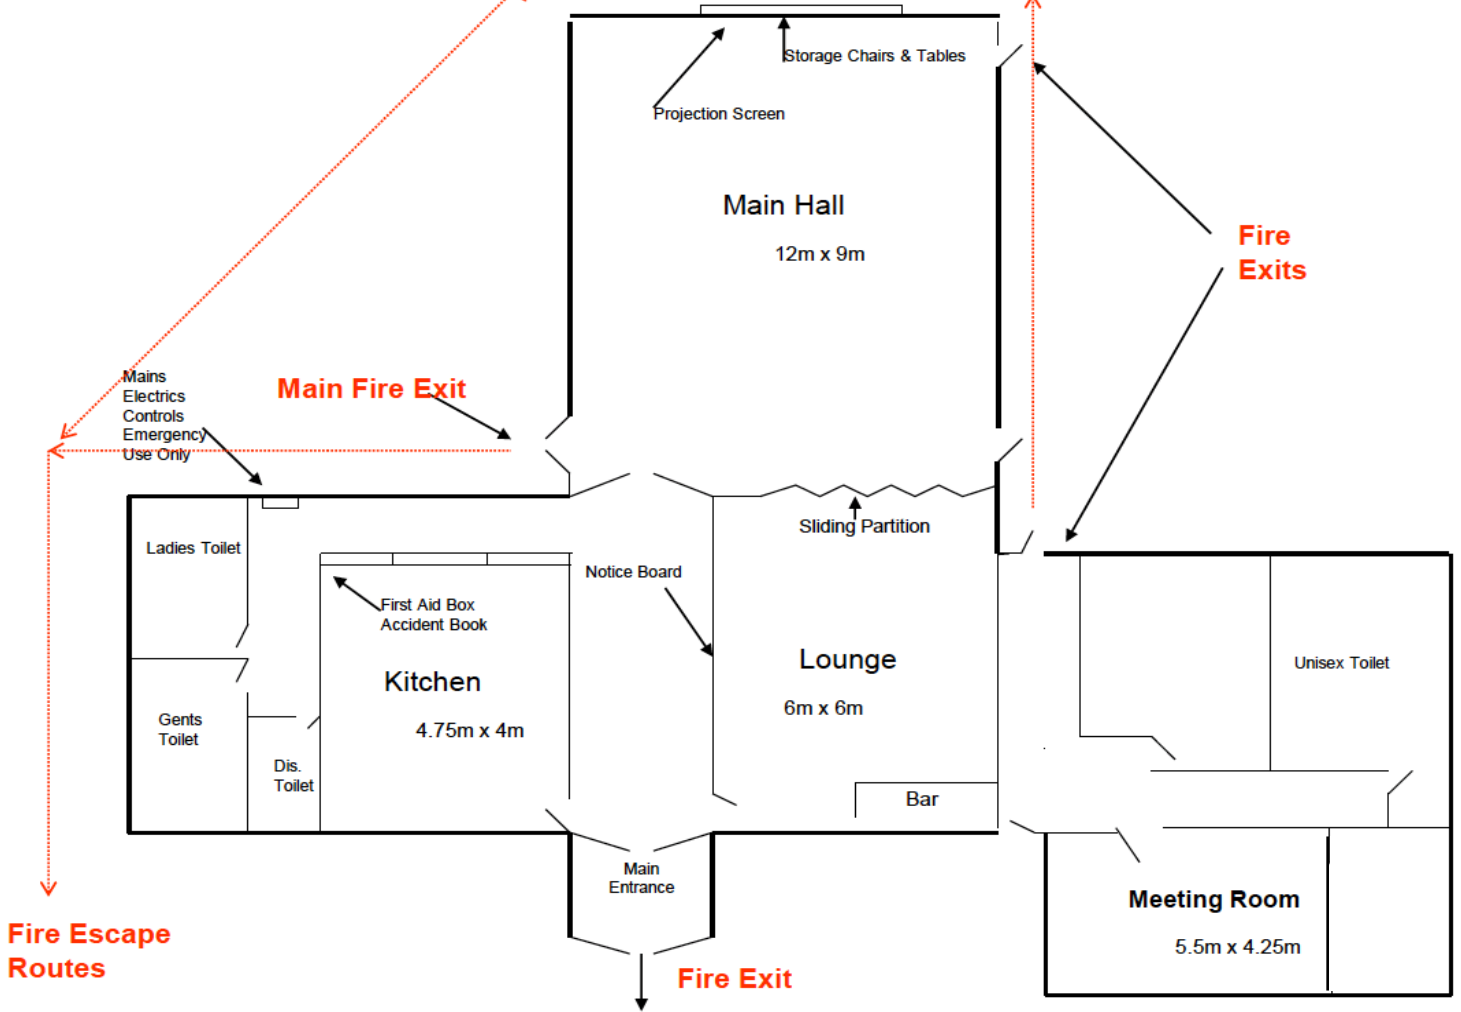 Storage Chairs & Tables
Projection Screen
Main Hall
12m x 9m
Fire
Exits
Mains
Electrics
Controls
Emergency
Use Only
Main Fire Exit
Sliding Partition
Ladies Toilet
Notice Board
First Aid Box
Accident Book
Kitchen
4.75m x 4m
Lounge
6m x 6m
Unisex Toilet
Gents
Toilet
Dis.
Toilet
Bar
Main
Entrance
Meeting Room
5.5m x 4.25m
Fire Escape
Routes
Fire Exit